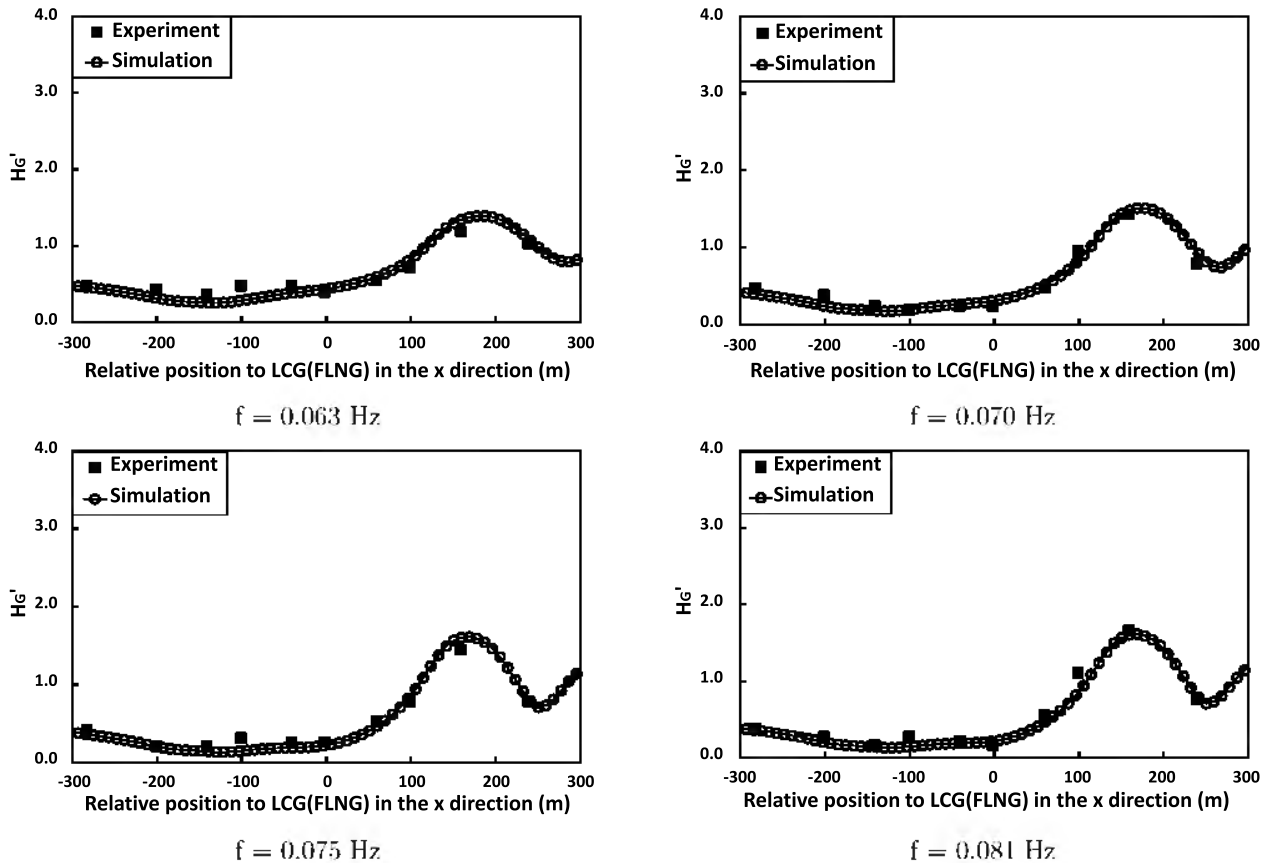 4.0
Experiment
Simulation
3.0
2.0
1.0
0.0
HG'
-300 -200 -100 0 100 200 300
Relative position to LCG(FLNG) in the x direction (m)
f = 0.063 Hz
4.0
Experiment
Simulation
3.0
2.0
1.0
0.0
HG'
-300 -200 -100 0 100 200 300
Relative position to LCG(FLNG) in the x direction (m)
f = 0.070 Hz
4.0
Experiment
Simulation
3.0
2.0
1.0
0.0
HG'
-300 -200 -100 0 100 200 300
Relative position to LCG(FLNG) in the x direction (m)
f = 0.075 Hz
4.0
Experiment
Simulation
3.0
2.0
1.0
0.0
HG'
-300 -200 -100 0 100 200 300
Relative position to LCG(FLNG) in the x direction (m)
f = 0.081 Hz